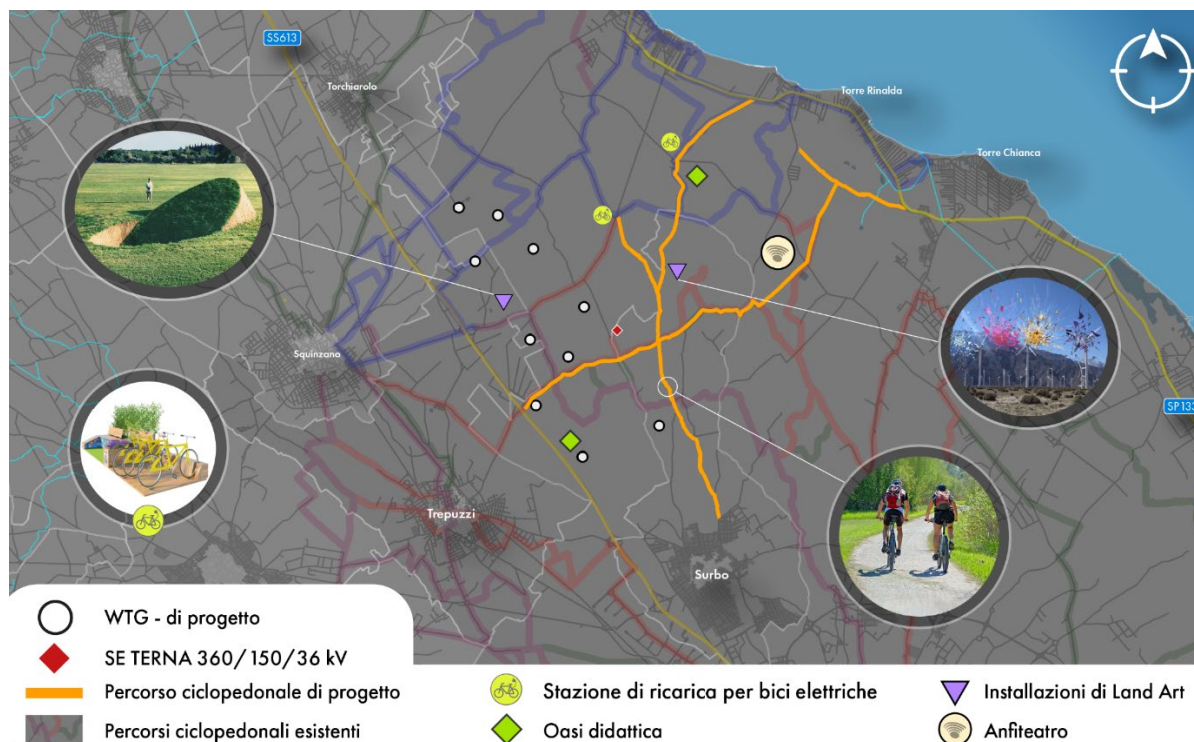 SS613
Torchiarolo
Torre Rinalda
Torre Chianca
Squinzano
SP133
Trepuzzi
Surbo
WTG - di progetto
SE TERNA 360/150/36 kV
Percorso ciclopedonale di progetto
Percorsi ciclopedonali esistenti
Stazione di ricarica per bici elettriche
Oasi didattica
Installazioni di Land Art
Anfiteatro